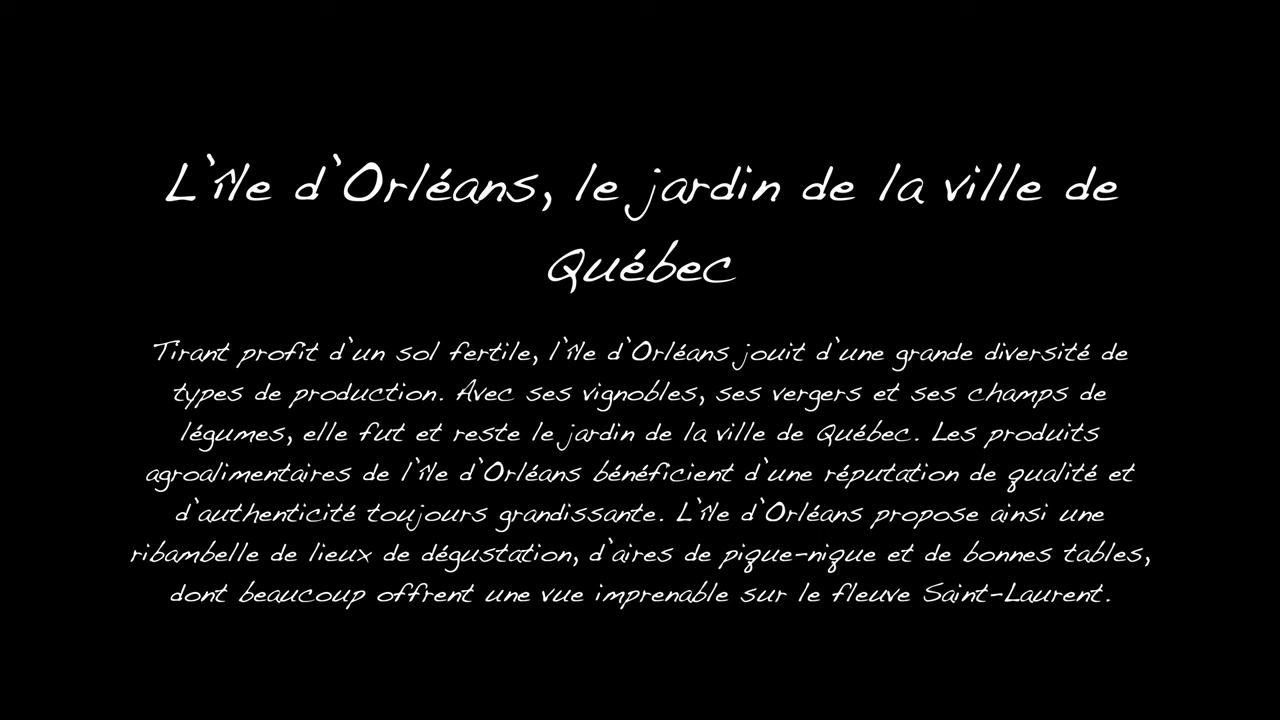 L'île d'Orléans, le jardin de la ville de
Québec
Tirant profit d'un sol fertile, l'île d'Orléans jouit d'une grande diversité de
types de production. Avec ses vignobles, ses vergers et ses champs de
légumes, elle fut et reste le jardin de la ville de Québec. Les produits
agroalimentaires de l'île d'Orléans bénéficient d'une réputation de qualité et
d'authenticité toujours grandissante. L'île d'Orléans propose ainsi une
ribambelle de lieux de dégustation, d'aires de pique-nique et de bonnes tables,
dont beaucoup offrent une vue imprenable sur le fleuve Saint-Laurent.